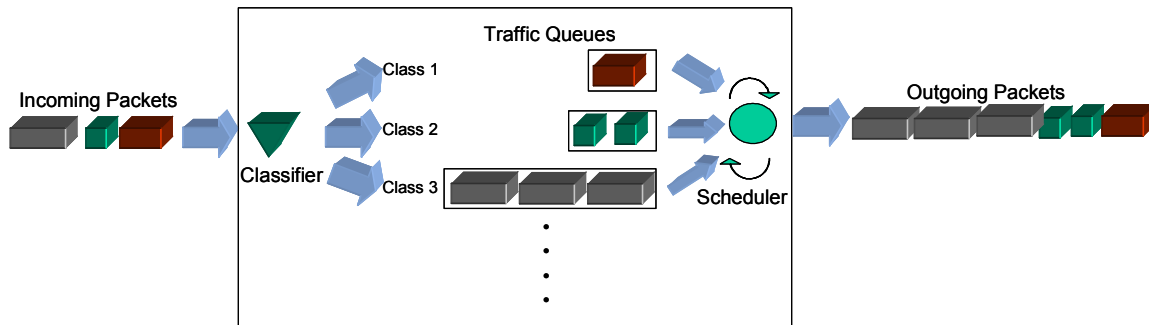 Traffic Queues
Incoming Packets
Classifier
Class 1
Class 2
Class 3
Scheduler
Outgoing Packets